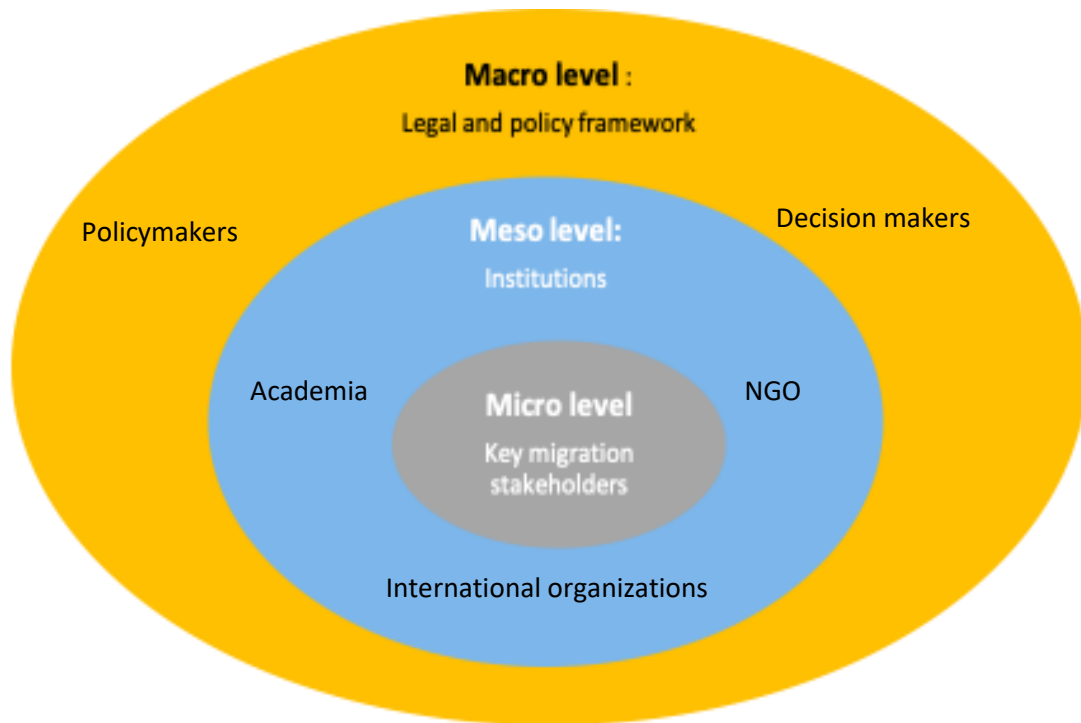 Macro level :
Legal and policy framework
Policymakers
Decision makers
Meso level:
Institutions
Academia
NGO
Micro level
Key migration
stakeholders
International organizations